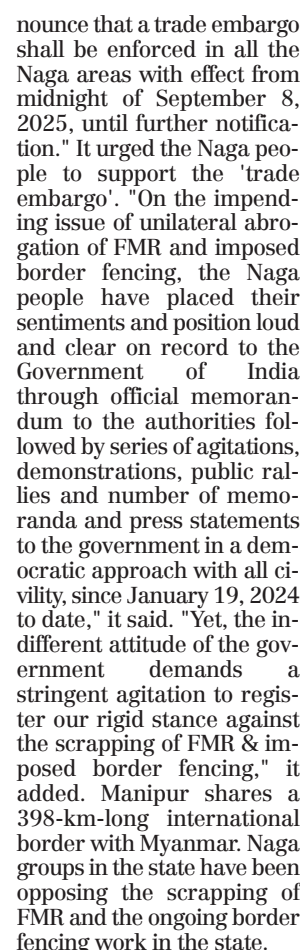 nounce that a trade embargo
shall be enforced in all the
Naga areas with effect from
midnight of September 8,
2025, until further notifica-
tion." It urged the Naga peo-
ple to support the 'trade
embargo'. "On the impend-
ing issue of unilateral abro-
gation of FMR and imposed
border fencing, the Naga
people have placed their
sentiments and position loud
and clear on record to the
Government of India
through official memoran-
dum to the authorities fol-
lowed by series of agitations,
demonstrations, public ral-
lies and number of memo-
randa and press statements
to the government in a dem-
ocratic approach with all ci-
vility, since January 19, 2024
to date," it said. "Yet, the in-
different attitude of the gov-
ernment demands a
stringent agitation to regis-
ter our rigid stance against
the scrapping of FMR & im-
posed border fencing," it
added. Manipur shares a
398-km-long international
border with Myanmar. Naga
groups in the state have been
opposing the scrapping of
FMR and the ongoing border
fencing work in the state.